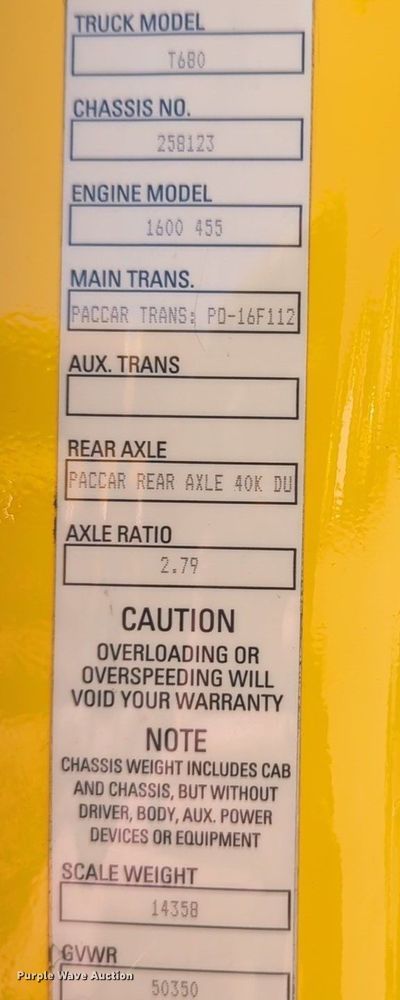 TRUCK MODEL
T680
CHASSIS NO.
258123
ENGINE MODEL
1600 455
MAIN TRANS.
PACCAR TRANS: PO-16F112
AUX. TRANS
REAR AXLE
PACCAR REAR AXLE 40K DU
AXLE RATIO
2.79
CAUTION
OVERLOADING OR
OVERSPEEDING WILL
VOID YOUR WARRANTY
NOTE
CHASSIS WEIGHT INCLUDES CAB
AND CHASSIS, BUT WITHOUT
DRIVER, BODY, AUX. POWER
DEVICES OR EQUIPMENT
SCALE WEIGHT
14358
GVWR
50350
Purple Wave Auction